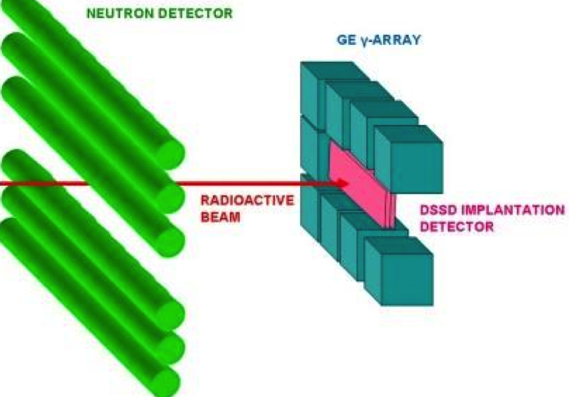 NEUTRON DETECTOR
GE γ-ARRAY
RADIOACTIVE
BEAM
DSSD IMPLANTATION
DETECTOR